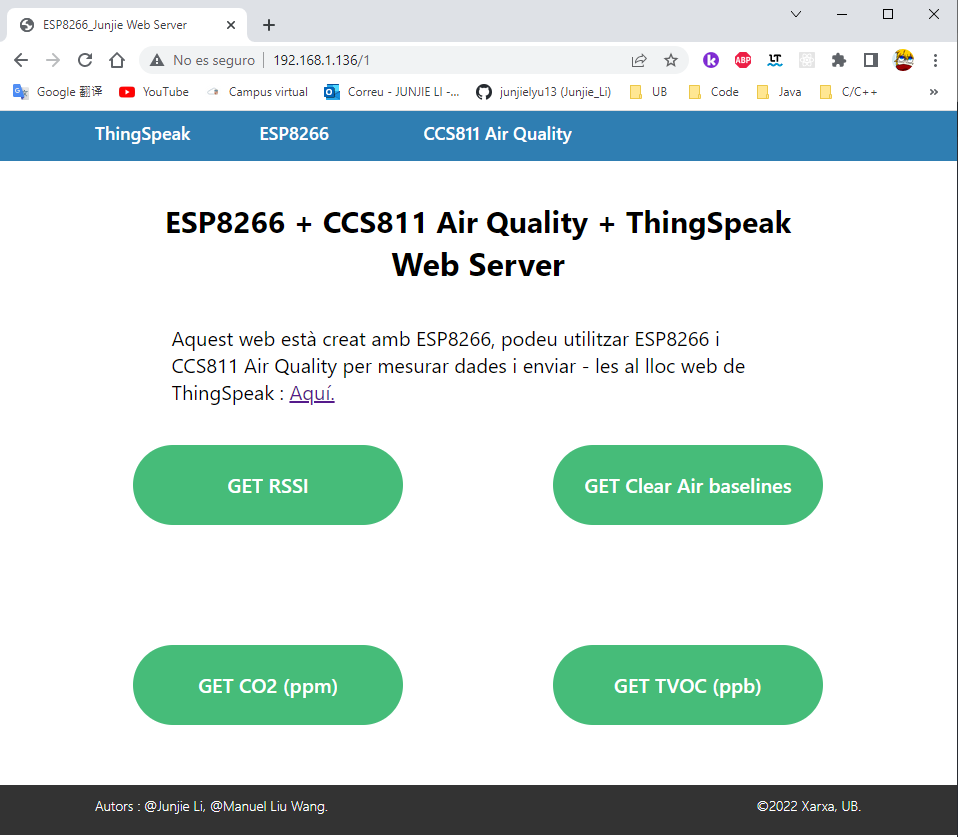 ESP8266_Junjie Web Server
No es seguro 192.168.1.136/1
Google 翻译 YouTube Campus virtual Correu - JUNJIE LI -... junjielyu13 (Junjie_Li) UB Code Java C/C++ »
ThingSpeak ESP8266 CCS811 Air Quality
ESP8266 + CCS811 Air Quality + ThingSpeak
Web Server
Aquest web està creat amb ESP8266, podeu utilitzar ESP8266 i
CCS811 Air Quality per mesurar dades i enviar - les al lloc web de
ThingSpeak : Aquí.
GET RSSI GET Clear Air baselines
GET CO2 (ppm) GET TVOC (ppb)
Autors : @Junjie Li, @Manuel Liu Wang. ©2022 Xarxa, UB.